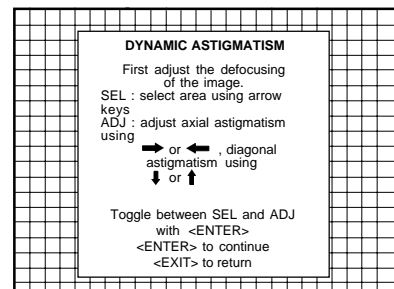 DYNAMIC ASTIGMATISM
First adjust the defocusing
of the image.
SEL : select area using arrow
keys
ADJ : adjust axial astigmatism
using
➡ or ⬅ , diagonal
astigmatism using
⬇ or ⬆
Toggle between SEL and ADJ
with <ENTER>
<ENTER> to continue
<EXIT> to return